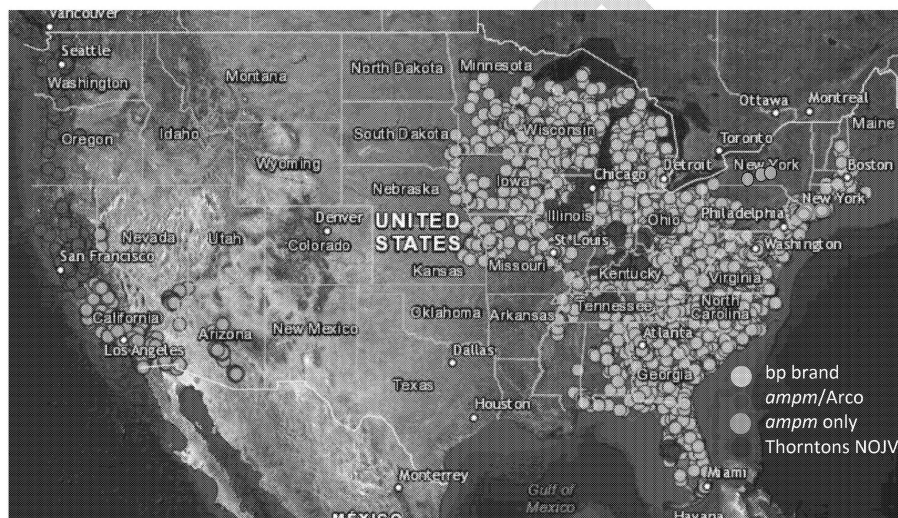 Vancouver
Seattle
Washington
Montana
North Dakota
Minnesota
Ottawa
Montreal
Maine
Oregon
Idaho
South Dakota
Wisconsin
Toronto
Wyoming
Detroit
New York
Boston
Nebraska
Iowa
Chicago
Nevada
Utah
Denver
Colorado
UNITED
STATES
Illinois
Ohio
Philadelphia
New York
San Francisco
Kansas
Missouri
St. Louis
Washington
Kentucky
Virginia
California
Los Angeles
Arizona
New Mexico
Oklahoma
Arkansas
Tennessee
North
Carolina
Atlanta
Dallas
Georgia
Texas
bp brand
ampm/Arco
Houston
ampm only
Thorntons NOJV
Monterrey
Miami
Gulf of
Mexico
MÉXICO
Havana